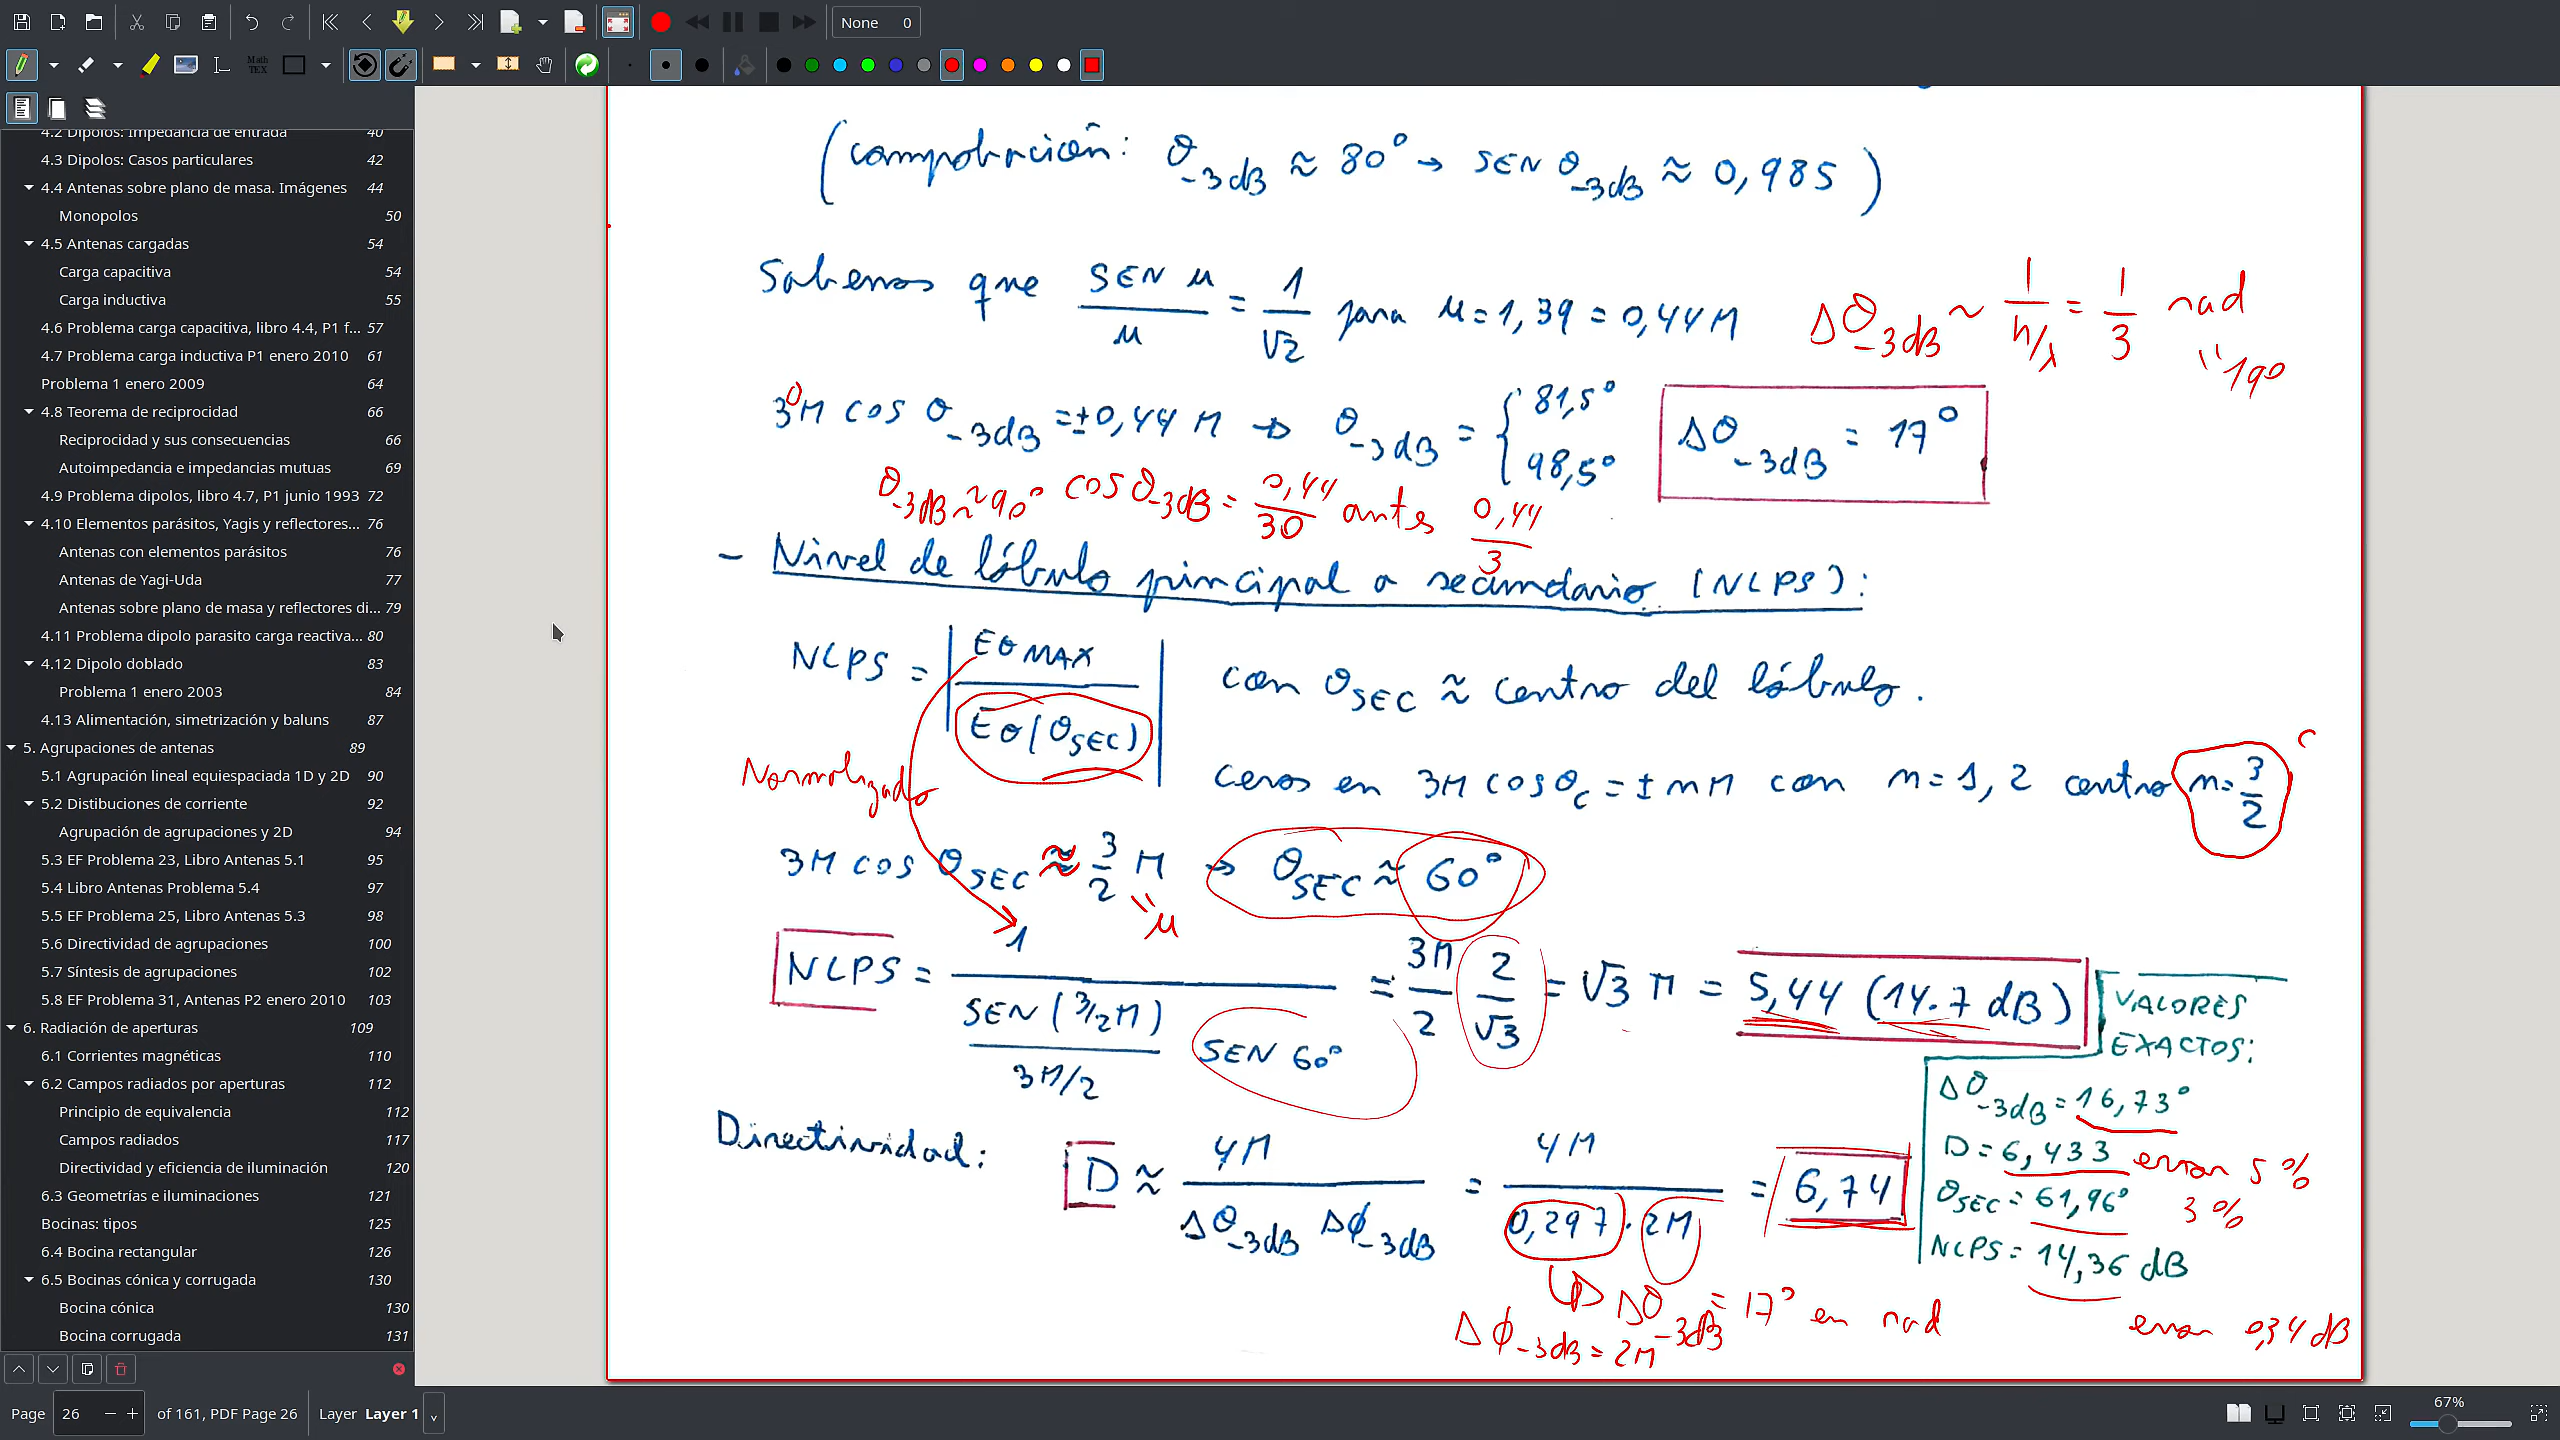 None 0
4.2 Dipolos: Impedancia de entrada 40
4.3 Dipolos: Casos particulares 42
4.4 Antenas sobre plano de masa. Imágenes 44
Monopolos 50
4.5 Antenas cargadas 54
Carga capacitiva 54
Carga inductiva 55
4.6 Problema carga capacitiva, libro 4.4, P1 f... 57
4.7 Problema carga inductiva P1 enero 2010 61
Problema 1 enero 2009 64
4.8 Teorema de reciprocidad 66
Reciprocidad y sus consecuencias 66
Autoimpedancia e impedancias mutuas 69
4.9 Problema dipolos, libro 4.7, P1 junio 1993 72
4.10 Elementos parásitos, Yagis y reflectores... 76
Antenas con elementos parásitos 76
Antenas de Yagi-Uda 77
Antenas sobre plano de masa y reflectores di... 79
4.11 Problema dipolo parasito carga reactiva... 80
4.12 Dipolo doblado 83
Problema 1 enero 2003 84
4.13 Alimentación, simetrización y baluns 87
5. Agrupaciones de antenas 89
5.1 Agrupación lineal equiespaciada 1D y 2D 90
5.2 Distibuciones de corriente 92
Agrupación de agrupaciones y 2D 94
5.3 EF Problema 23, Libro Antenas 5.1 95
5.4 Libro Antenas Problema 5.4 97
5.5 EF Problema 25, Libro Antenas 5.3 98
5.6 Directividad de agrupaciones 100
5.7 Síntesis de agrupaciones 102
5.8 EF Problema 31, Antenas P2 enero 2010 103
6. Radiación de aperturas 109
6.1 Corrientes magnéticas 110
6.2 Campos radiados por aperturas 112
Principio de equivalencia 112
Campos radiados 117
Directividad y eficiencia de iluminación 120
6.3 Geometrías e iluminaciones 121
Bocinas: tipos 125
6.4 Bocina rectangular 126
6.5 Bocinas cónica y corrugada 130
Bocina cónica 130
Bocina corrugada 131
Page 26 of 161, PDF Page 26 Layer Layer 1 67%
(comprobación: θ-3dB ≈ 80° → SEN θ-3dB ≈ 0,985)
Sabemos que SEN u / u = 1/√2 para u = 1,39 = 0,44π
Δθ-3dB ~ 1/(h/λ) = 1/3 rad
" 19°
3π cos θ-3dB = ±0,44π → θ-3dB = { 81,5° 98,5°
0
Δθ-3dB = 17°
θ-3dB ≈ 90° cos θ-3dB = 0,44/30 antes 0,44/3
- Nivel de lóbulo principal a secundario (NLPS):
NLPS = | Eθ MAX / Eθ(θSEC) | con θSEC ≈ centro del lóbulo.
Normalizado
ceros en 3π cos θc = ±nπ con n = 1, 2 centro n = 3/2
3π cos θSEC ≈ 3/2 π → θSEC ≈ 60°
" u
NLPS = 1 / (SEN(3/2π) / 3π/2 SEN 60°) = 3π/2 2/√3 = √3 π = 5,44 (14.7 dB)
VALORES
EXACTOS:
Δθ-3dB = 16,73°
D = 6,433 error 5 %
θSEC = 61,96° 3 %
NLPS = 14,36 dB
error 0,34 dB
Directividad: D ≈ 4π / (Δθ-3dB Δϕ-3dB) = 4π / (0,297 · 2π) = 6,74
Δθ-3dB = 17° en rad
Δϕ-3dB = 2π